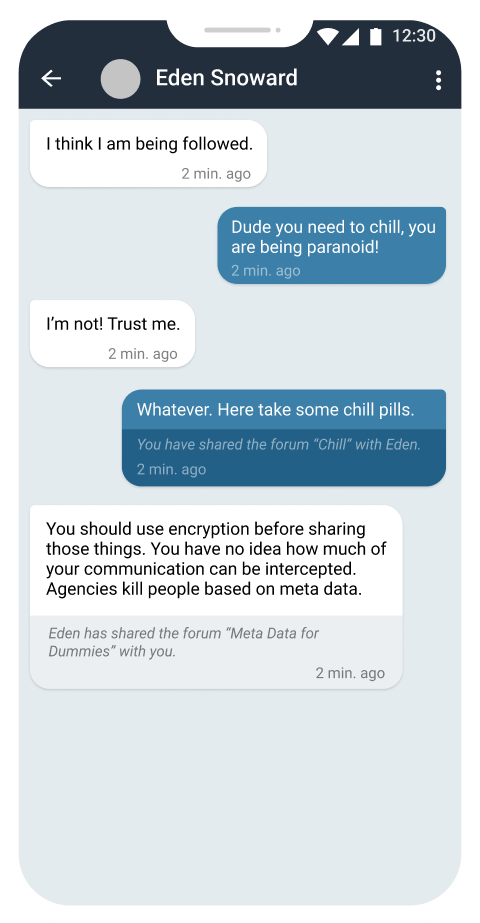 12:30
Eden Snoward
I think I am being followed.
2 min. ago
Dude you need to chill, you
are being paranoid!
2 min. ago
I’m not! Trust me.
2 min. ago
Whatever. Here take some chill pills.
You have shared the forum “Chill” with Eden.
2 min. ago
You should use encryption before sharing
those things. You have no idea how much of
your communication can be intercepted.
Agencies kill people based on meta data.
Eden has shared the forum “Meta Data for
Dummies” with you.
2 min. ago